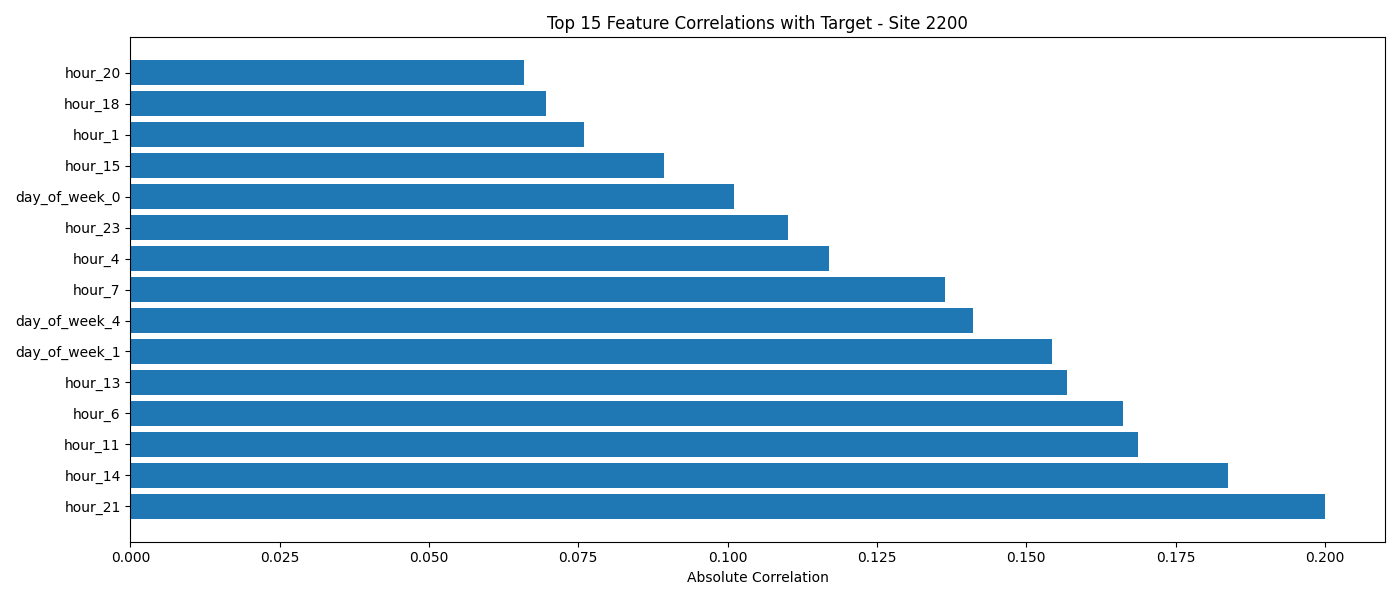 Top 15 Feature Correlations with Target - Site 2200
hour_20
hour_18
hour_1
hour_15
day_of_week_0
hour_23
hour_4
hour_7
day_of_week_4
day_of_week_1
hour_13
hour_6
hour_11
hour_14
hour_21
0.000 0.025 0.050 0.075 0.100 0.125 0.150 0.175 0.200
Absolute Correlation